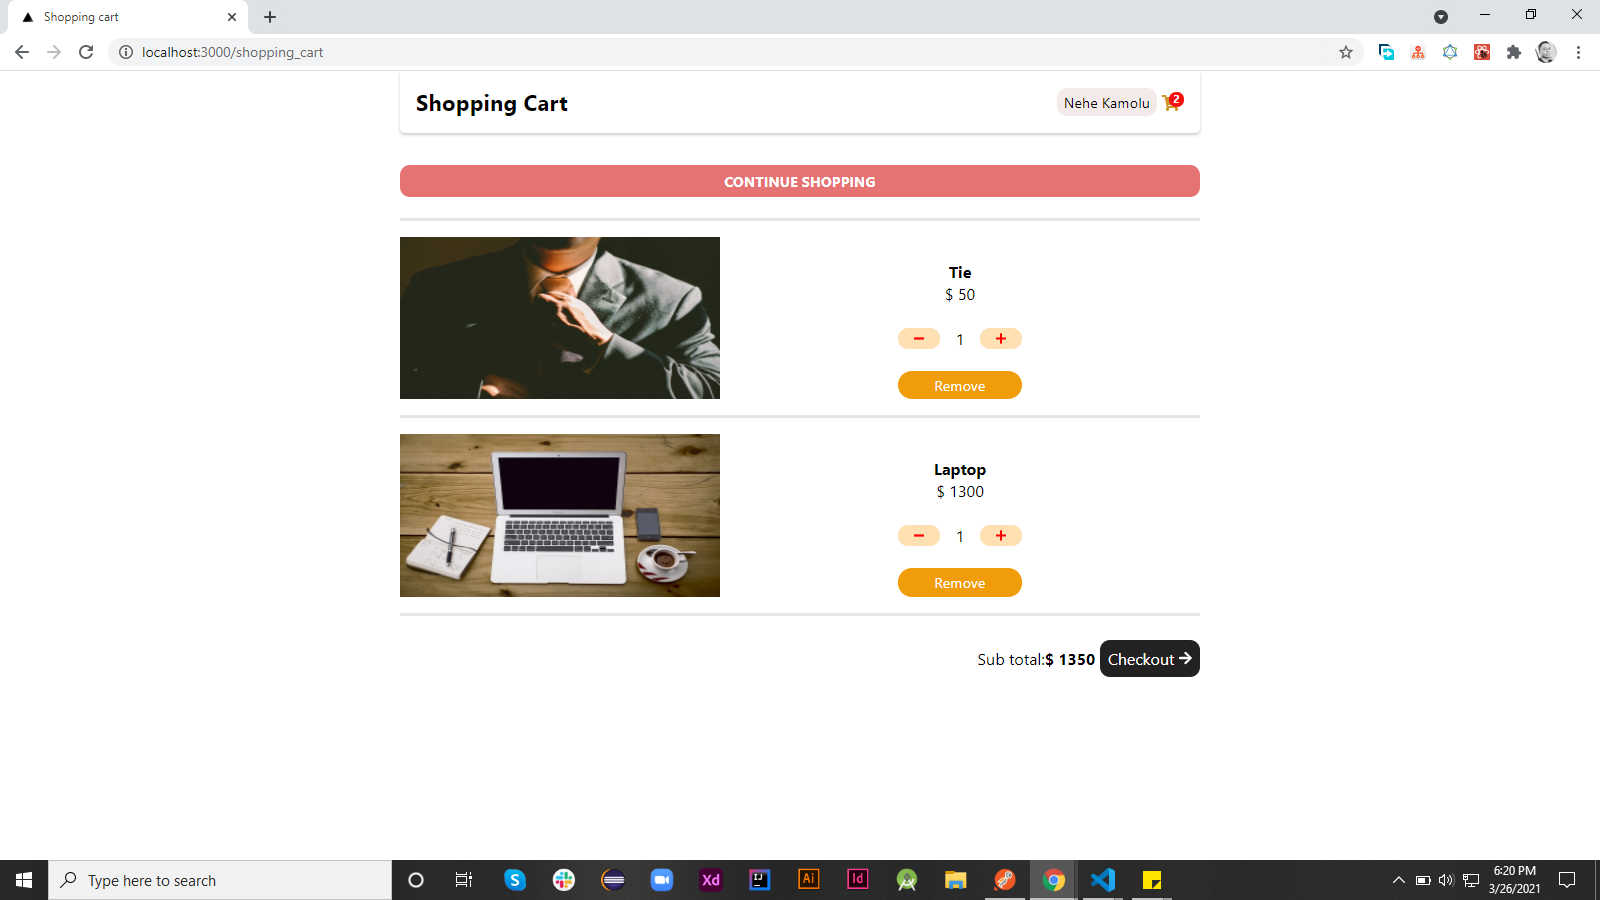 Shopping cart
localhost:3000/shopping_cart
Shopping Cart
Nehe Kamolu
2
CONTINUE SHOPPING
Tie
$ 50
1
Remove
Laptop
$ 1300
1
Remove
Sub total:$ 1350 Checkout
Type here to search
S
Xd
IJ
Ai
Id
6:20 PM
3/26/2021